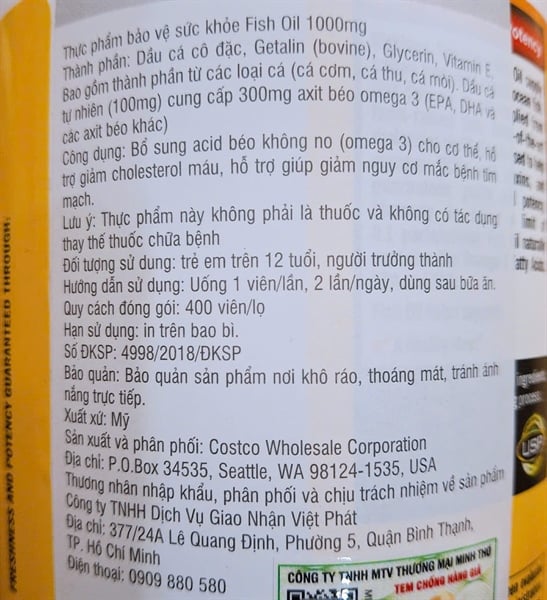 Thực phẩm bảo vệ sức khỏe Fish Oil 1000mg
Thành phần: Dầu cá cô đặc, Getalin (bovine), Glycerin, Vitamin E,
Bao gồm thành phần từ các loại cá (cá cơm, cá thu, cá mòi). Dầu cá
tự nhiên (100mg) cung cấp 300mg axit béo omega 3 (EPA, DHA và
các axit béo khác)
Công dụng: Bổ sung acid béo không no (omega 3) cho cơ thể, hỗ
trợ giảm cholesterol máu, hỗ trợ giúp giảm nguy cơ mắc bệnh tim
mạch.
Lưu ý: Thực phẩm này không phải là thuốc và không có tác dụng
thay thế thuốc chữa bệnh
Đối tượng sử dụng: trẻ em trên 12 tuổi, người trưởng thành
Hướng dẫn sử dụng: Uống 1 viên/lần, 2 lần/ngày, dùng sau bữa ăn.
Quy cách đóng gói: 400 viên/lọ
Hạn sử dụng: in trên bao bì.
Số ĐKSP: 4998/2018/ĐKSP
Bảo quản: Bảo quản sản phẩm nơi khô ráo, thoáng mát, tránh ánh
nắng trực tiếp.
Xuất xứ: Mỹ
Sản xuất và phân phối: Costco Wholesale Corporation
Địa chỉ: P.O.Box 34535, Seattle, WA 98124-1535, USA
Thương nhân nhập khẩu, phân phối và chịu trách nhiệm về sản phẩm
Công ty TNHH Dịch Vụ Giao Nhận Việt Phát
Địa chỉ: 377/24A Lê Quang Định, Phường 5, Quận Bình Thạnh,
TP. Hồ Chí Minh
Điện thoại: 0909 880 580
CÔNG TY TNHH MTV THƯƠNG MẠI MINH THƯ
TEM CHỐNG HÀNG GIẢ
FRESHNESS AND POTENCY GUARANTEED THROUGH:
USP